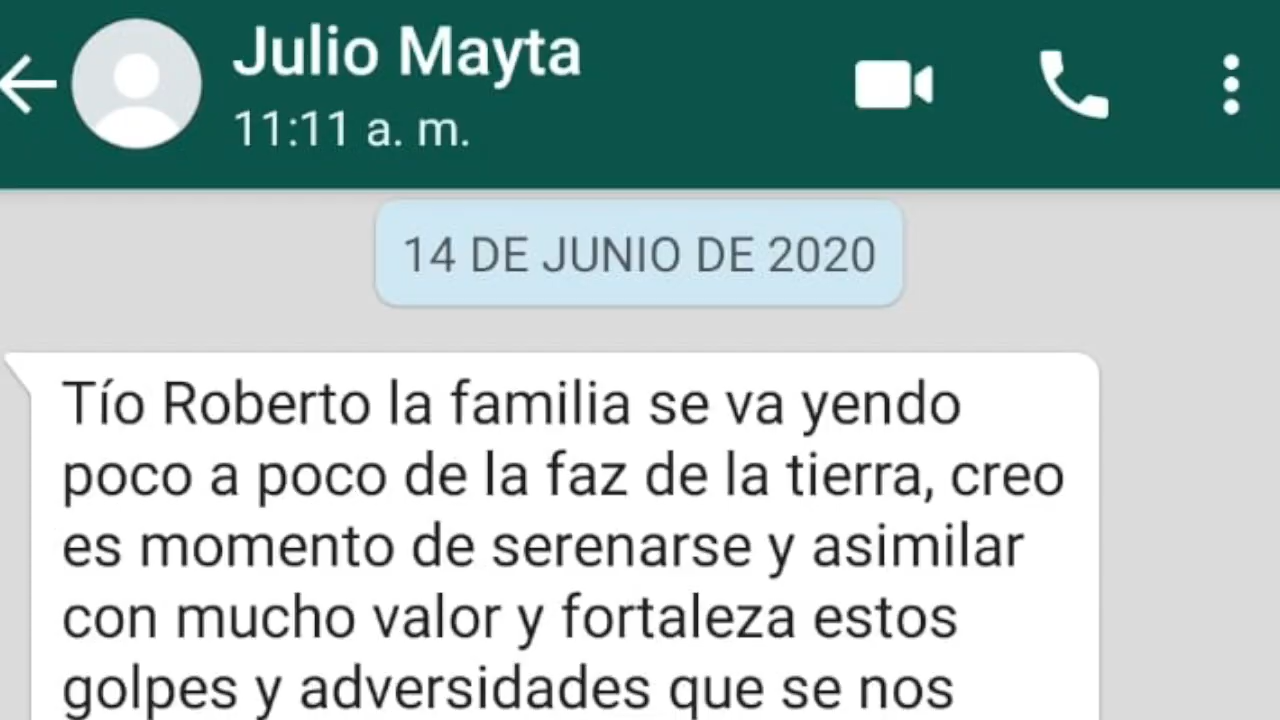 Julio Mayta
11:11 a. m.
14 DE JUNIO DE 2020
Tío Roberto la familia se va yendo
poco a poco de la faz de la tierra, creo
es momento de serenarse y asimilar
con mucho valor y fortaleza estos
golpes y adversidades que se nos